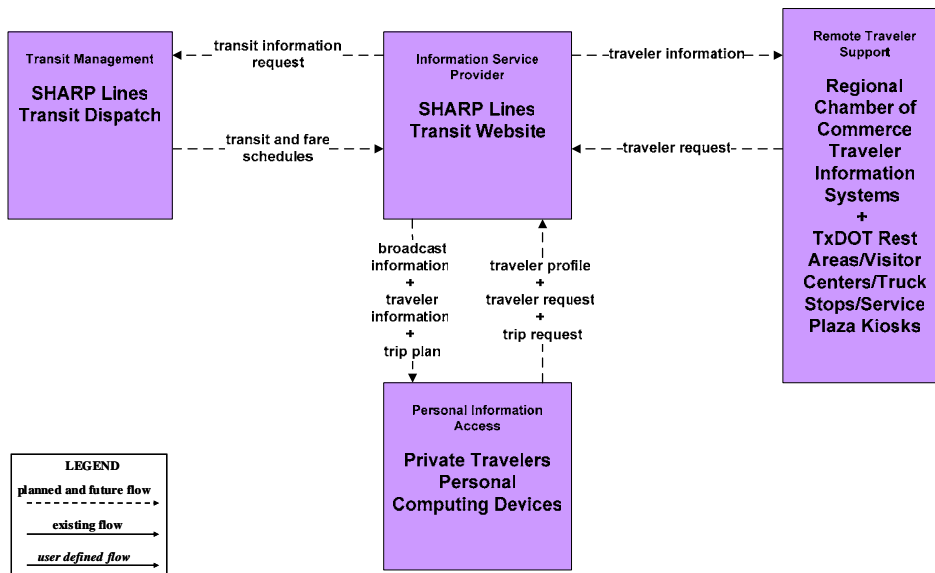 Transit Management
SHARP Lines
Transit Dispatch
transit information
request
transit and fare
schedules
Information Service
Provider
SHARP Lines
Transit Website
traveler information
traveler request
Remote Traveler
Support
Regional
Chamber of
Commerce
Traveler
Information
Systems
+
TxDOT Rest
Areas/Visitor
Centers/Truck
Stops/Service
Plaza Kiosks
broadcast
information
+
traveler
information
+
trip plan
traveler profile
+
traveler request
+
trip request
Personal Information
Access
Private Travelers
Personal
Computing Devices
LEGEND
planned and future flow
existing flow
user defined flow